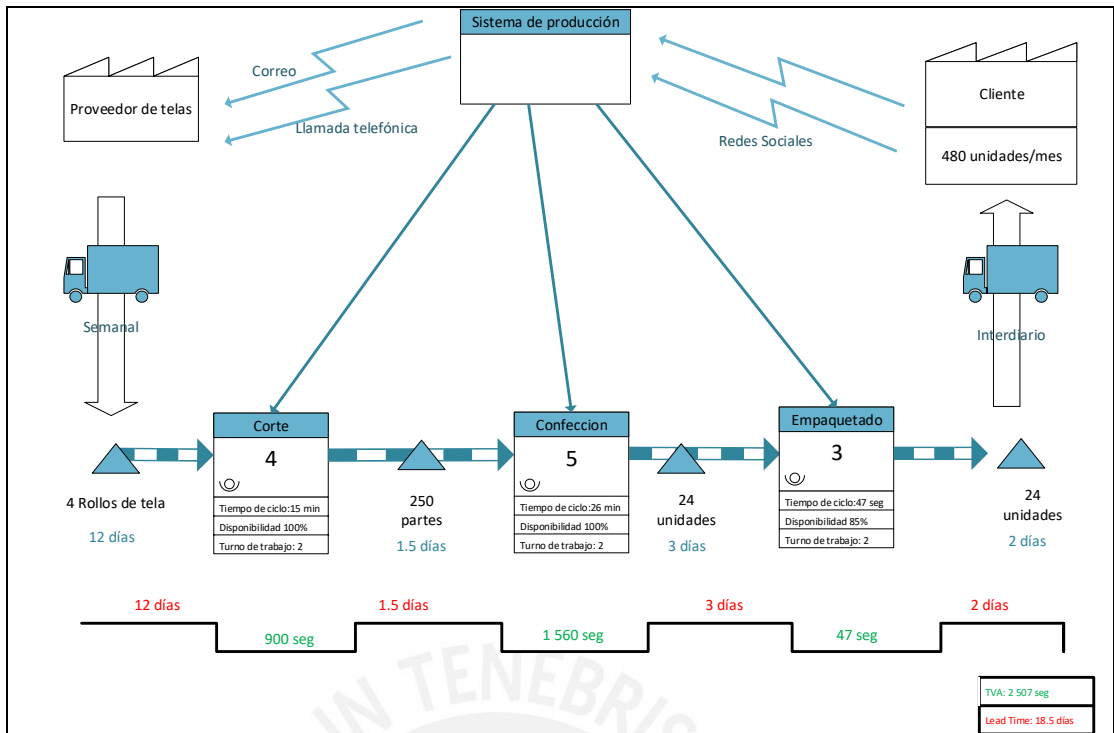 Sistema de producción
Correo
Proveedor de telas
Llamada telefónica
Redes Sociales
Cliente
480 unidades/mes
Semanal
Interdiario
Corte
4
Tiempo de ciclo:15 min
Disponibilidad 100%
Turno de trabajo: 2
Confeccion
5
Tiempo de ciclo:26 min
Disponibilidad 100%
Turno de trabajo: 2
Empaquetado
3
Tiempo de ciclo:47 seg
Disponibilidad 85%
Turno de trabajo: 2
4 Rollos de tela
12 días
250
partes
1.5 días
24
unidades
3 días
24
unidades
2 días
12 días
1.5 días
3 días
2 días
900 seg
1 560 seg
47 seg
IN TENEBRIS
TVA: 2 507 seg
Lead Time: 18.5 días